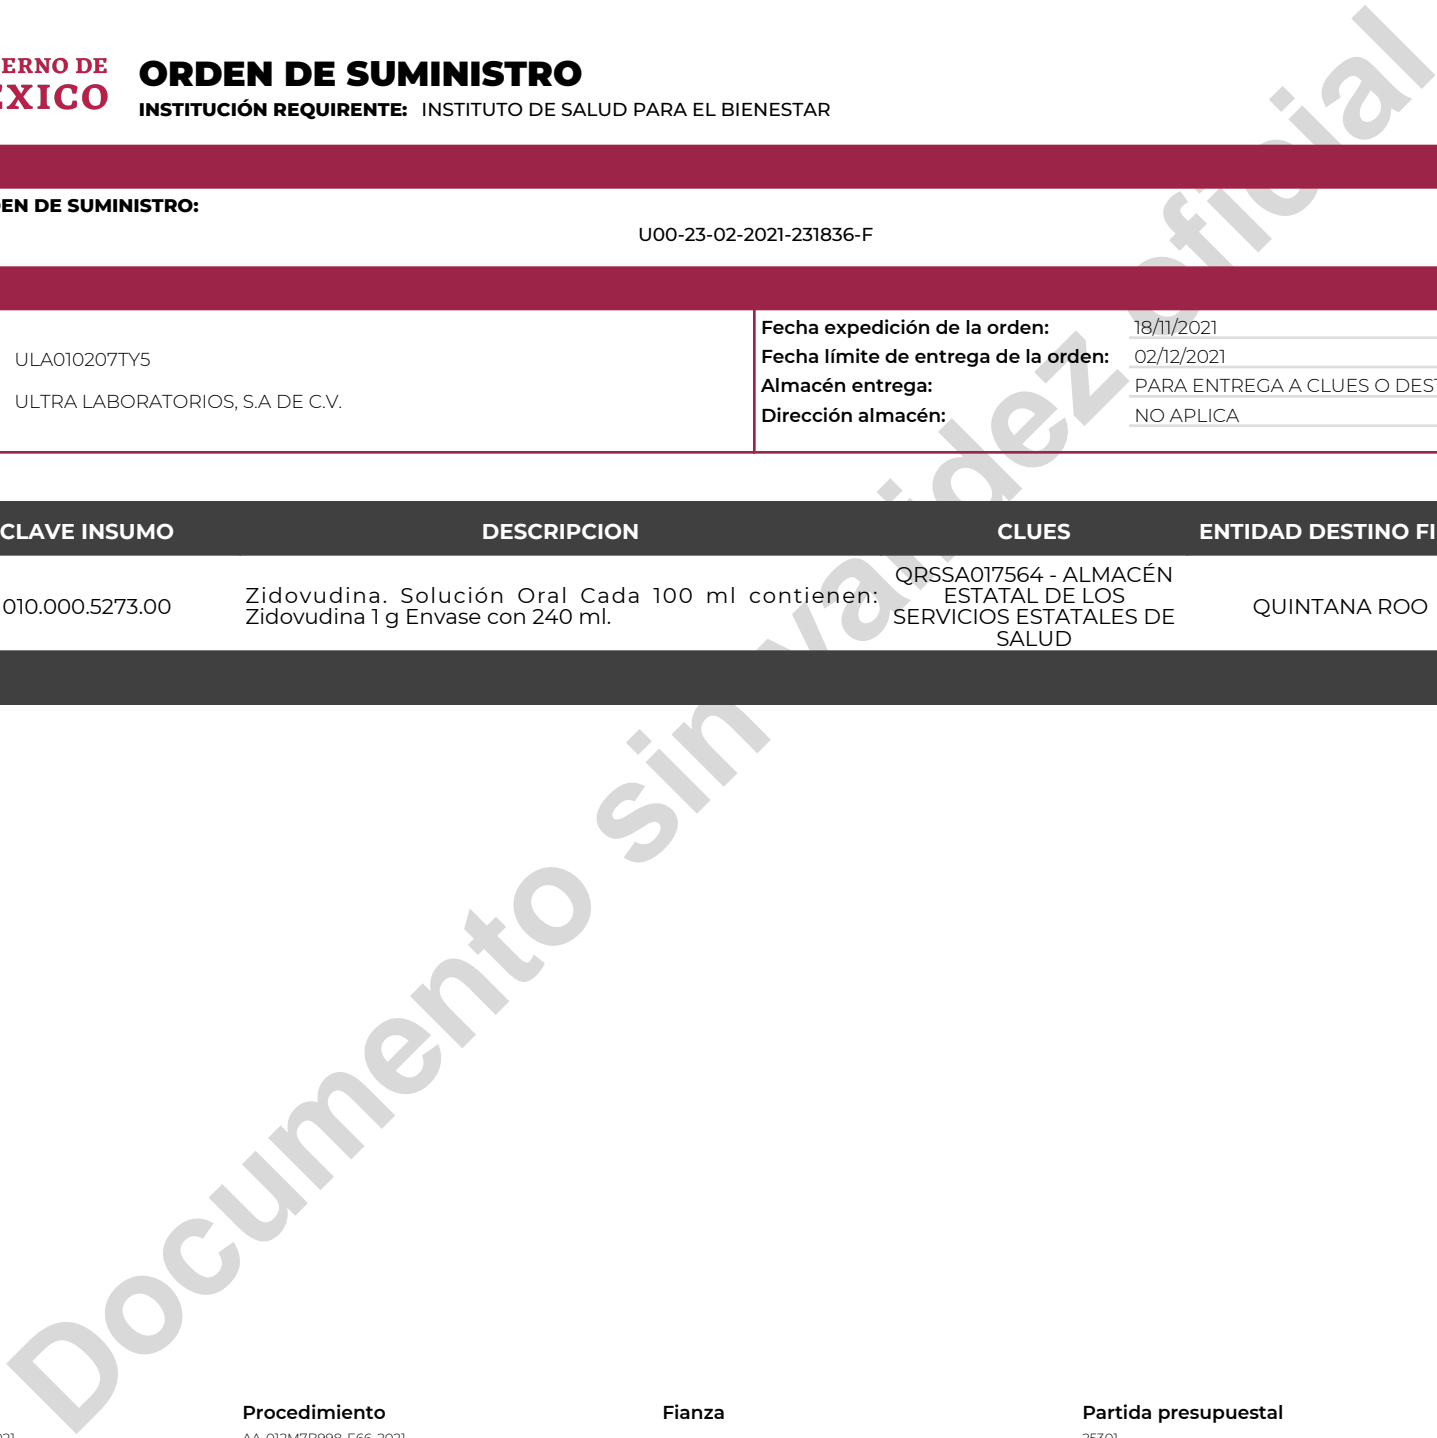 ERNO DE
EXICO
ORDEN DE SUMINISTRO
INSTITUCIÓN REQUIRENTE: INSTITUTO DE SALUD PARA EL BIENESTAR
EN DE SUMINISTRO:
U00-23-02-2021-231836-F
ULA010207TY5
ULTRA LABORATORIOS, S.A DE C.V.
Fecha expedición de la orden: 18/11/2021
Fecha límite de entrega de la orden: 02/12/2021
Almacén entrega: PARA ENTREGA A CLUES O DEST
Dirección almacén: NO APLICA
CLAVE INSUMO DESCRIPCION CLUES ENTIDAD DESTINO FI
010.000.5273.00
Zidovudina. Solución Oral Cada 100 ml contienen:
Zidovudina 1 g Envase con 240 ml.
QRSSA017564 - ALMACÉN
ESTATAL DE LOS
SERVICIOS ESTATALES DE
SALUD
QUINTANA ROO
Documento sin validez oficial
Procedimiento Fianza Partida presupuestal